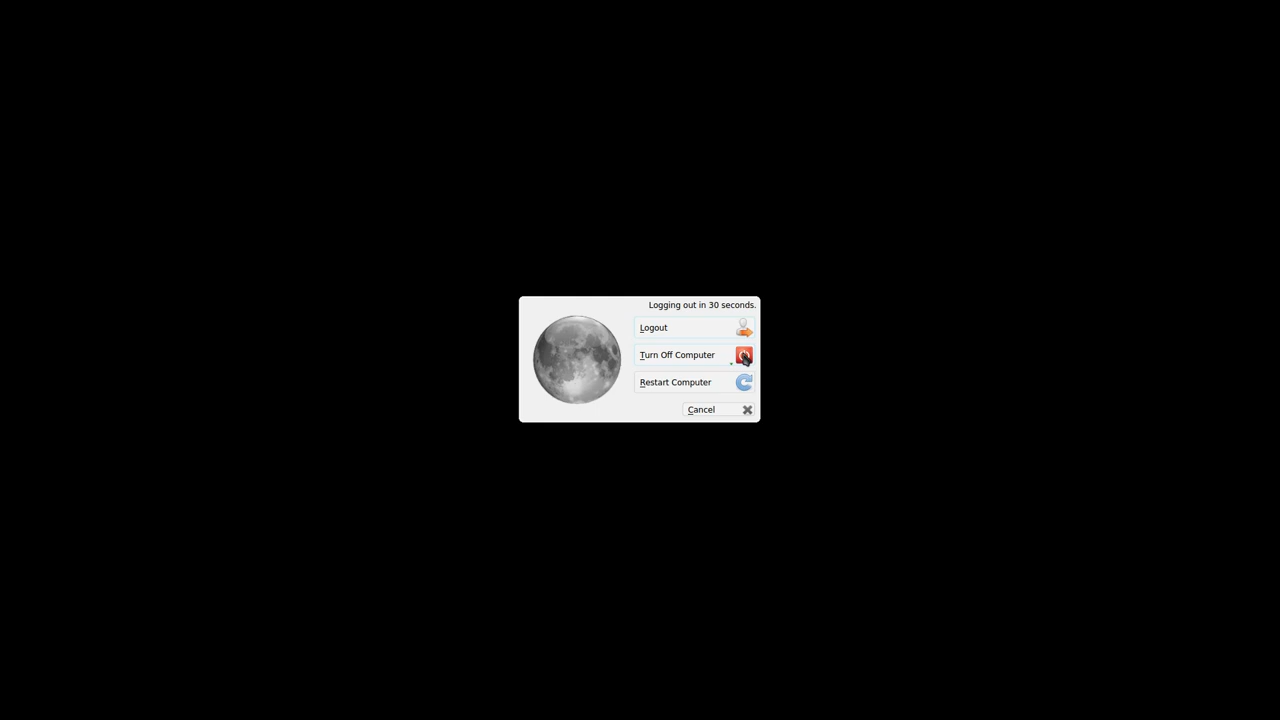 Logging out in 30 seconds.
Logout
Turn Off Computer
Restart Computer
Cancel